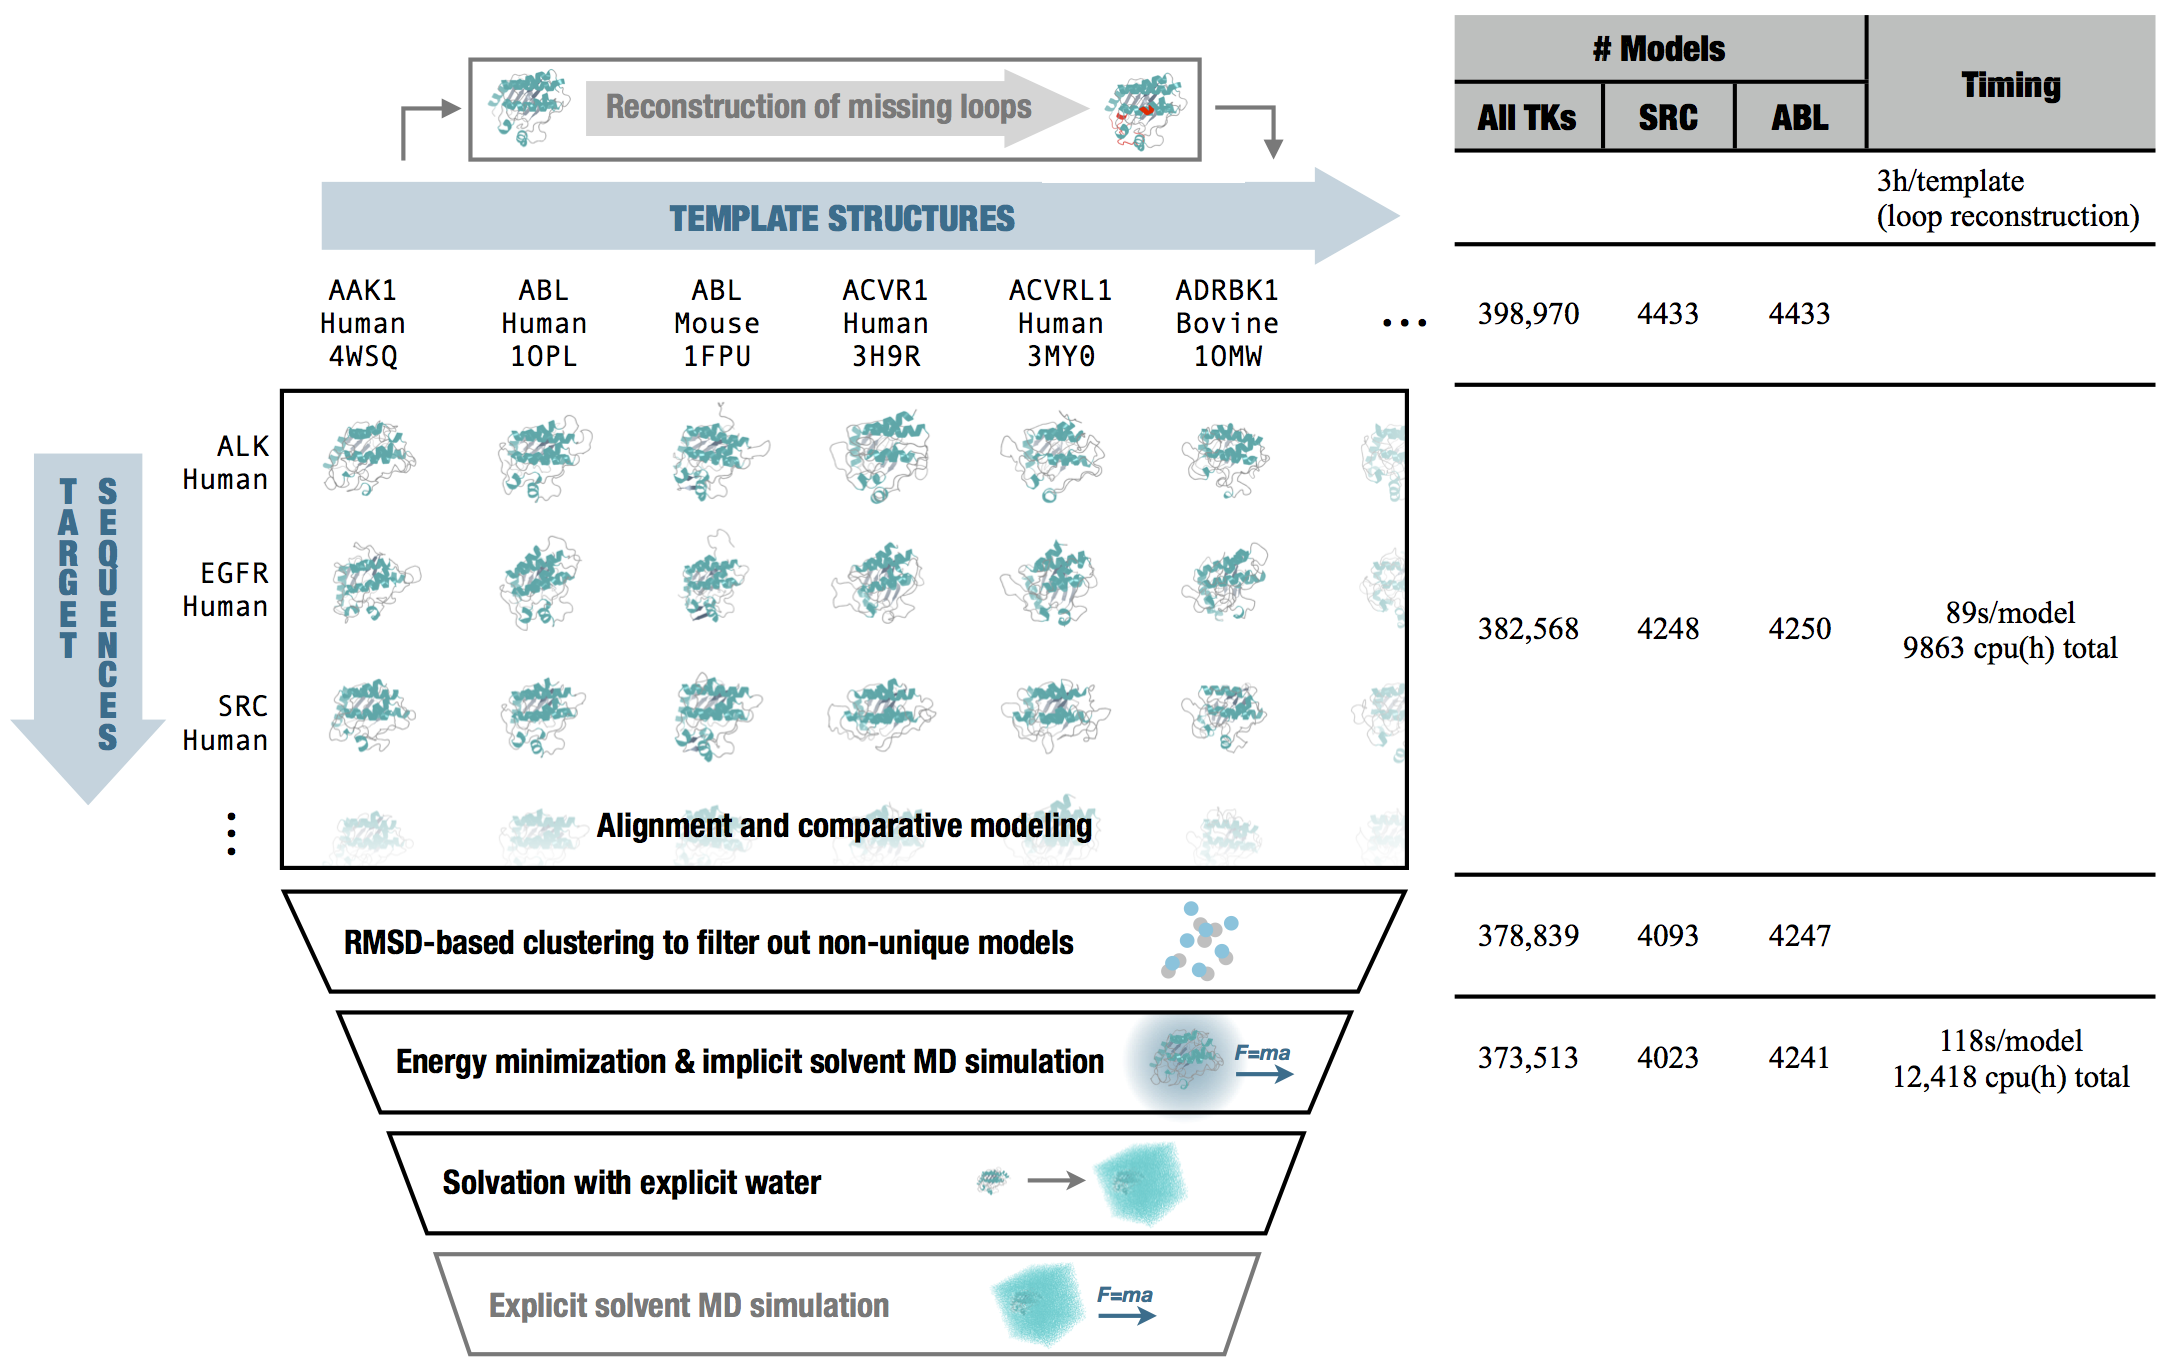 Reconstruction of missing loops
TEMPLATE STRUCTURES
AAK1
Human
4WSQ
ABL
Human
1OPL
ABL
Mouse
1FPU
ACVR1
Human
3H9R
ACVRL1
Human
3MY0
ADRBK1
Bovine
1OMW
...
TARGET
SEQUENCES
ALK
Human
EGFR
Human
SRC
Human
Alignment and comparative modeling
RMSD-based clustering to filter out non-unique models
Energy minimization & implicit solvent MD simulation
F=ma
Solvation with explicit water
Explicit solvent MD simulation
F=ma
# Models
Timing
All TKs SRC ABL
3h/template
(loop reconstruction)
398,970 4433 4433
382,568 4248 4250
89s/model
9863 cpu(h) total
378,839 4093 4247
373,513 4023 4241
118s/model
12,418 cpu(h) total